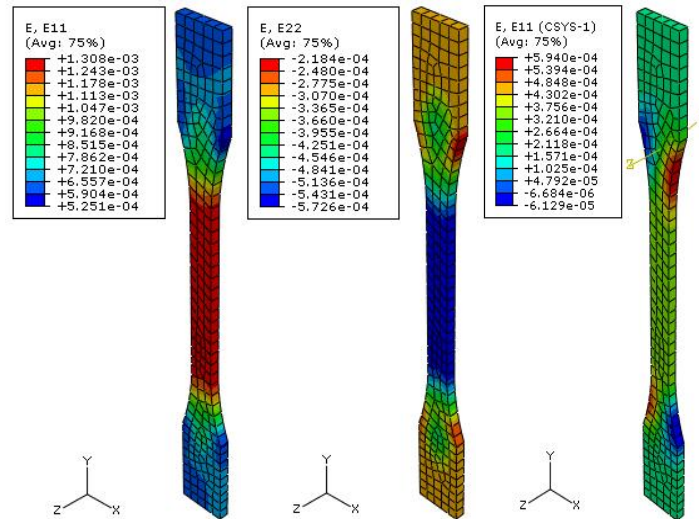 E, E11
(Avg: 75%)
+1.308e-03
+1.243e-03
+1.178e-03
+1.113e-03
+1.047e-03
+9.820e-04
+9.168e-04
+8.515e-04
+7.862e-04
+7.210e-04
+6.557e-04
+5.904e-04
+5.251e-04
E, E22
(Avg: 75%)
-2.184e-04
-2.480e-04
-2.775e-04
-3.070e-04
-3.365e-04
-3.660e-04
-3.955e-04
-4.251e-04
-4.546e-04
-4.841e-04
-5.136e-04
-5.431e-04
-5.726e-04
E, E11 (CSYS-1)
(Avg: 75%)
+5.940e-04
+5.394e-04
+4.848e-04
+4.302e-04
+3.756e-04
+3.210e-04
+2.664e-04
+2.118e-04
+1.571e-04
+1.025e-04
+4.792e-05
-6.684e-06
-6.129e-05
Z
Y
Z
X
Y
Z
X
Y
Z
X